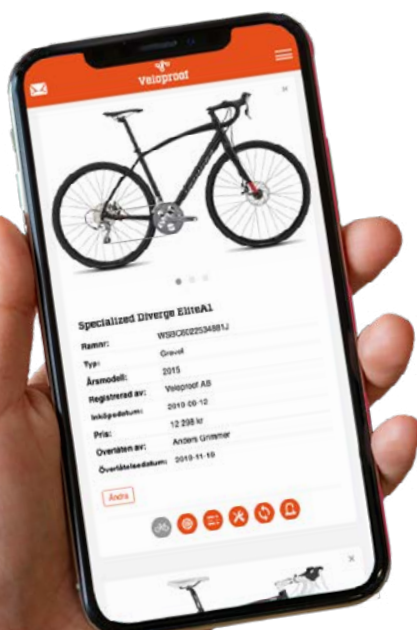 Veloproof
Specialized Diverge EliteA1
Ramnr: WSBC6022534881J
Typ: Gravel
Årsmodell: 2015
Registrerad av: Veloproof AB
Inköpsdatum: 2019-09-12
Pris: 12 298 kr
Överlåten av: Anders Grimmer
Överlåtelsedatum: 2019-11-19
Ändra